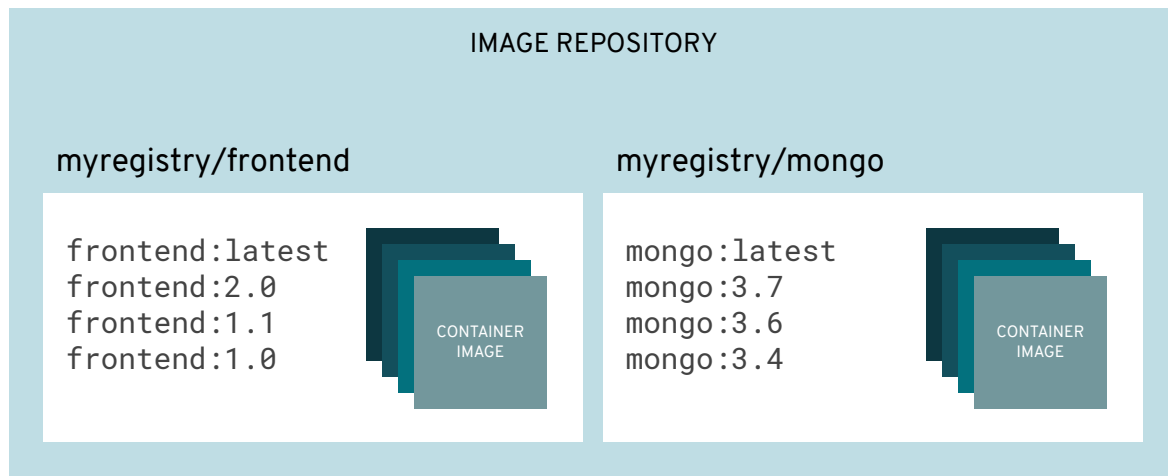 IMAGE REPOSITORY
myregistry/frontend
frontend:latest
frontend:2.0
frontend:1.1
frontend:1.0
CONTAINER
IMAGE
myregistry/mongo
mongo:latest
mongo:3.7
mongo:3.6
mongo:3.4
CONTAINER
IMAGE